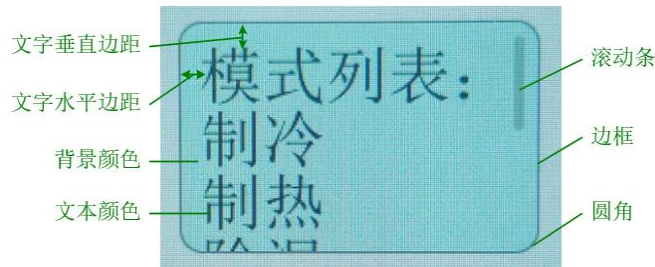 文字垂直边距
文字水平边距
背景颜色
文本颜色
模式列表：
制冷
制热
滚动条
边框
圆角